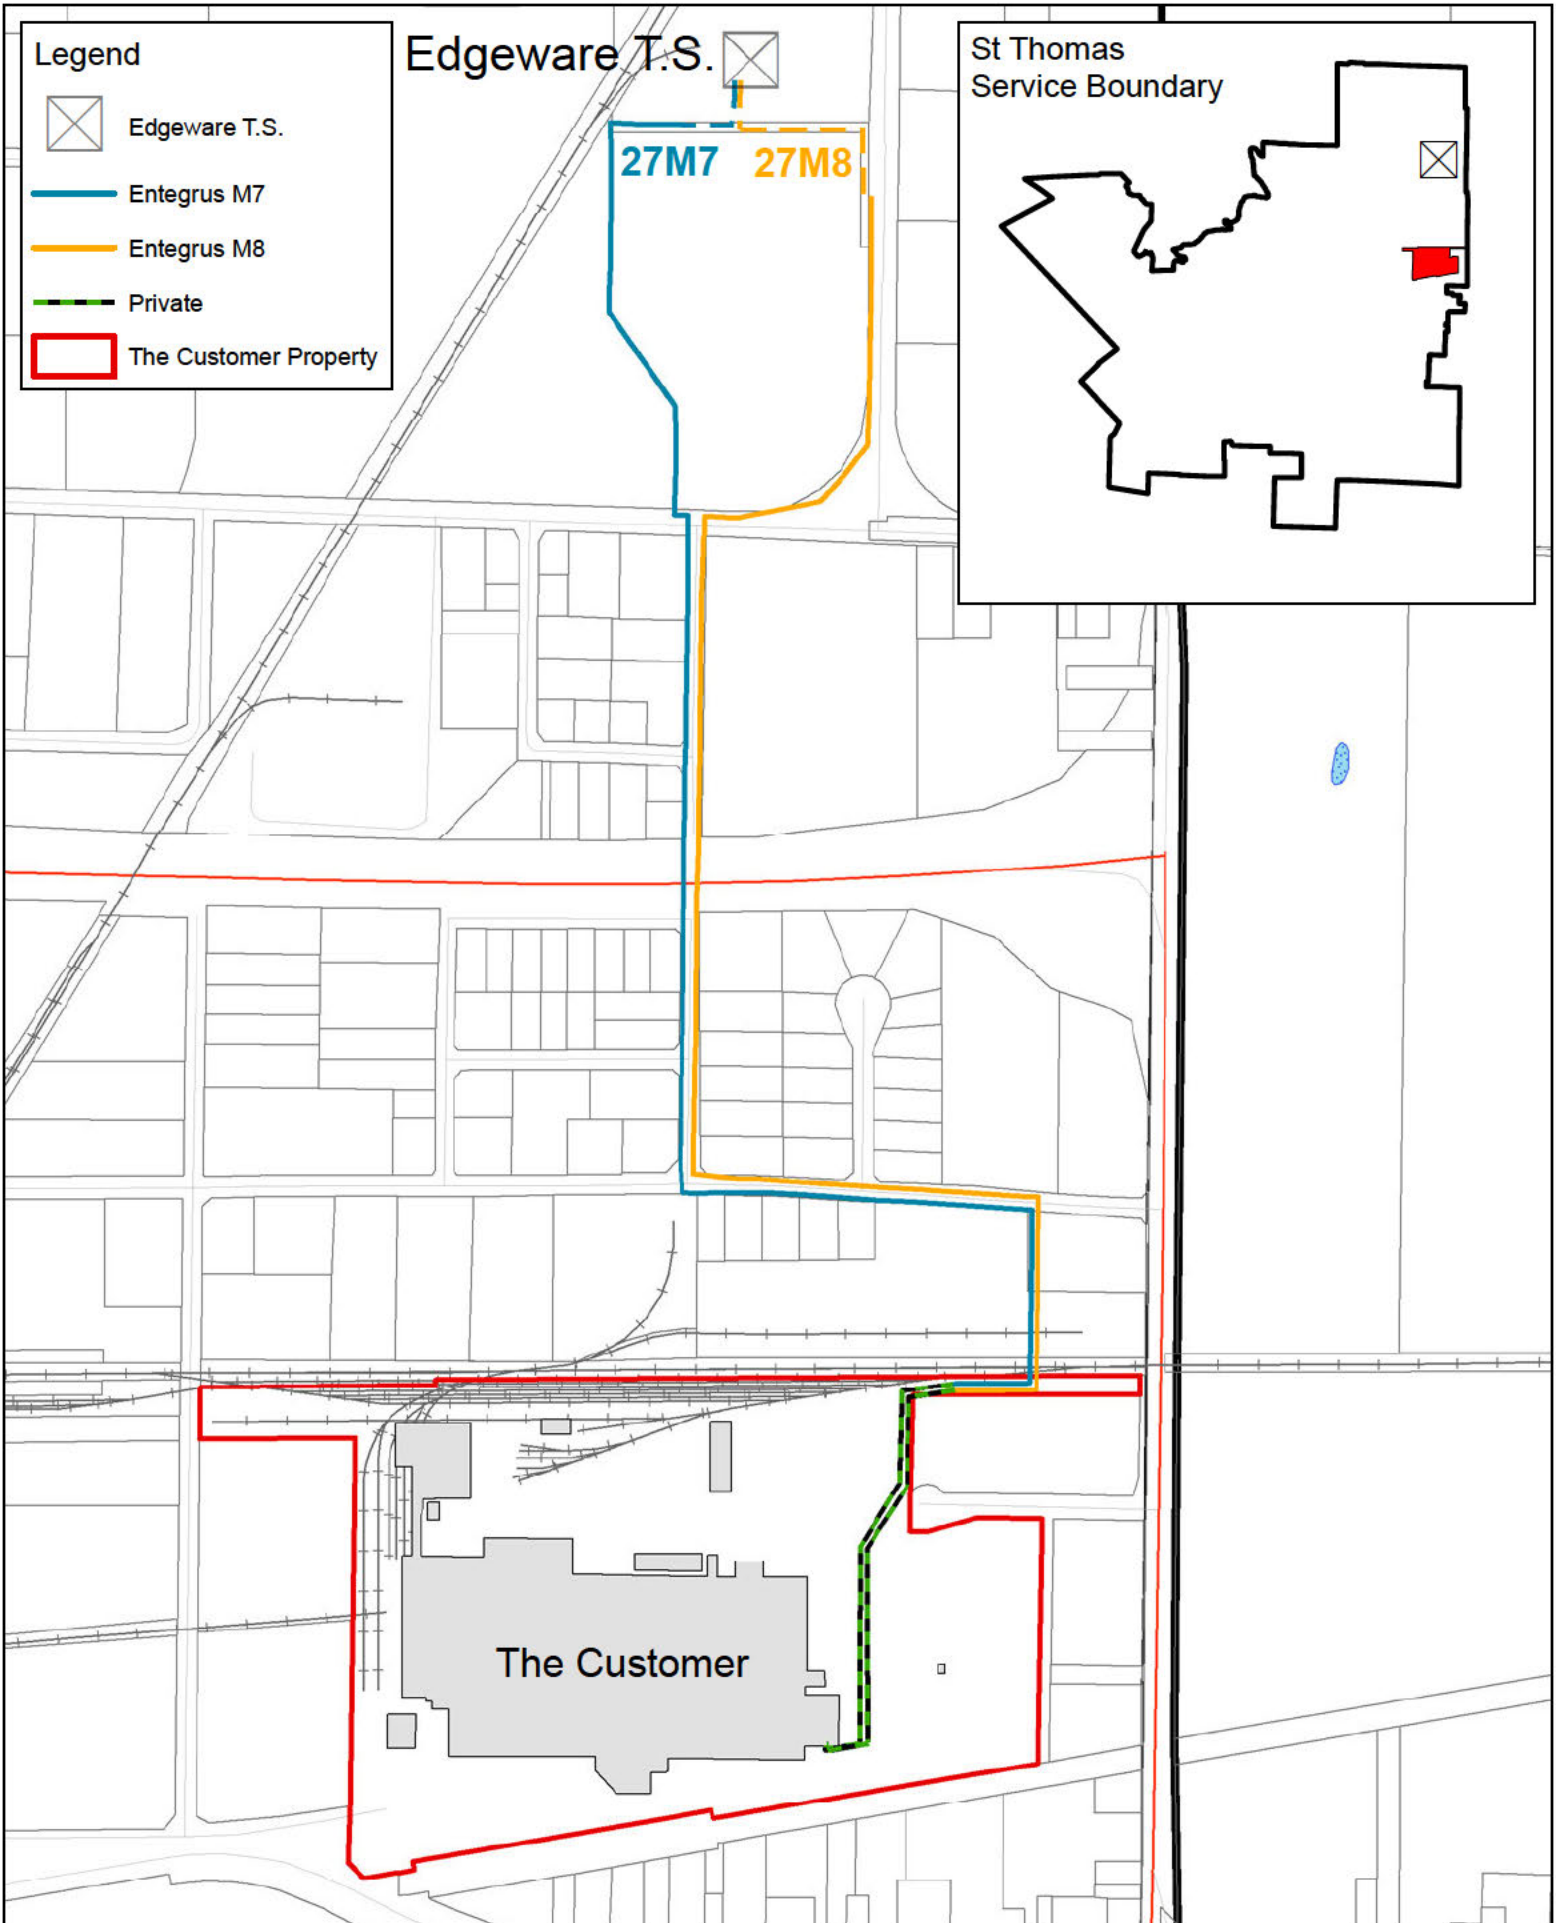 Legend
Edgeware T.S.
Entegrus M7
Entegrus M8
Private
The Customer Property
Edgeware T.S.
27M7 27M8
St Thomas
Service Boundary
The Customer